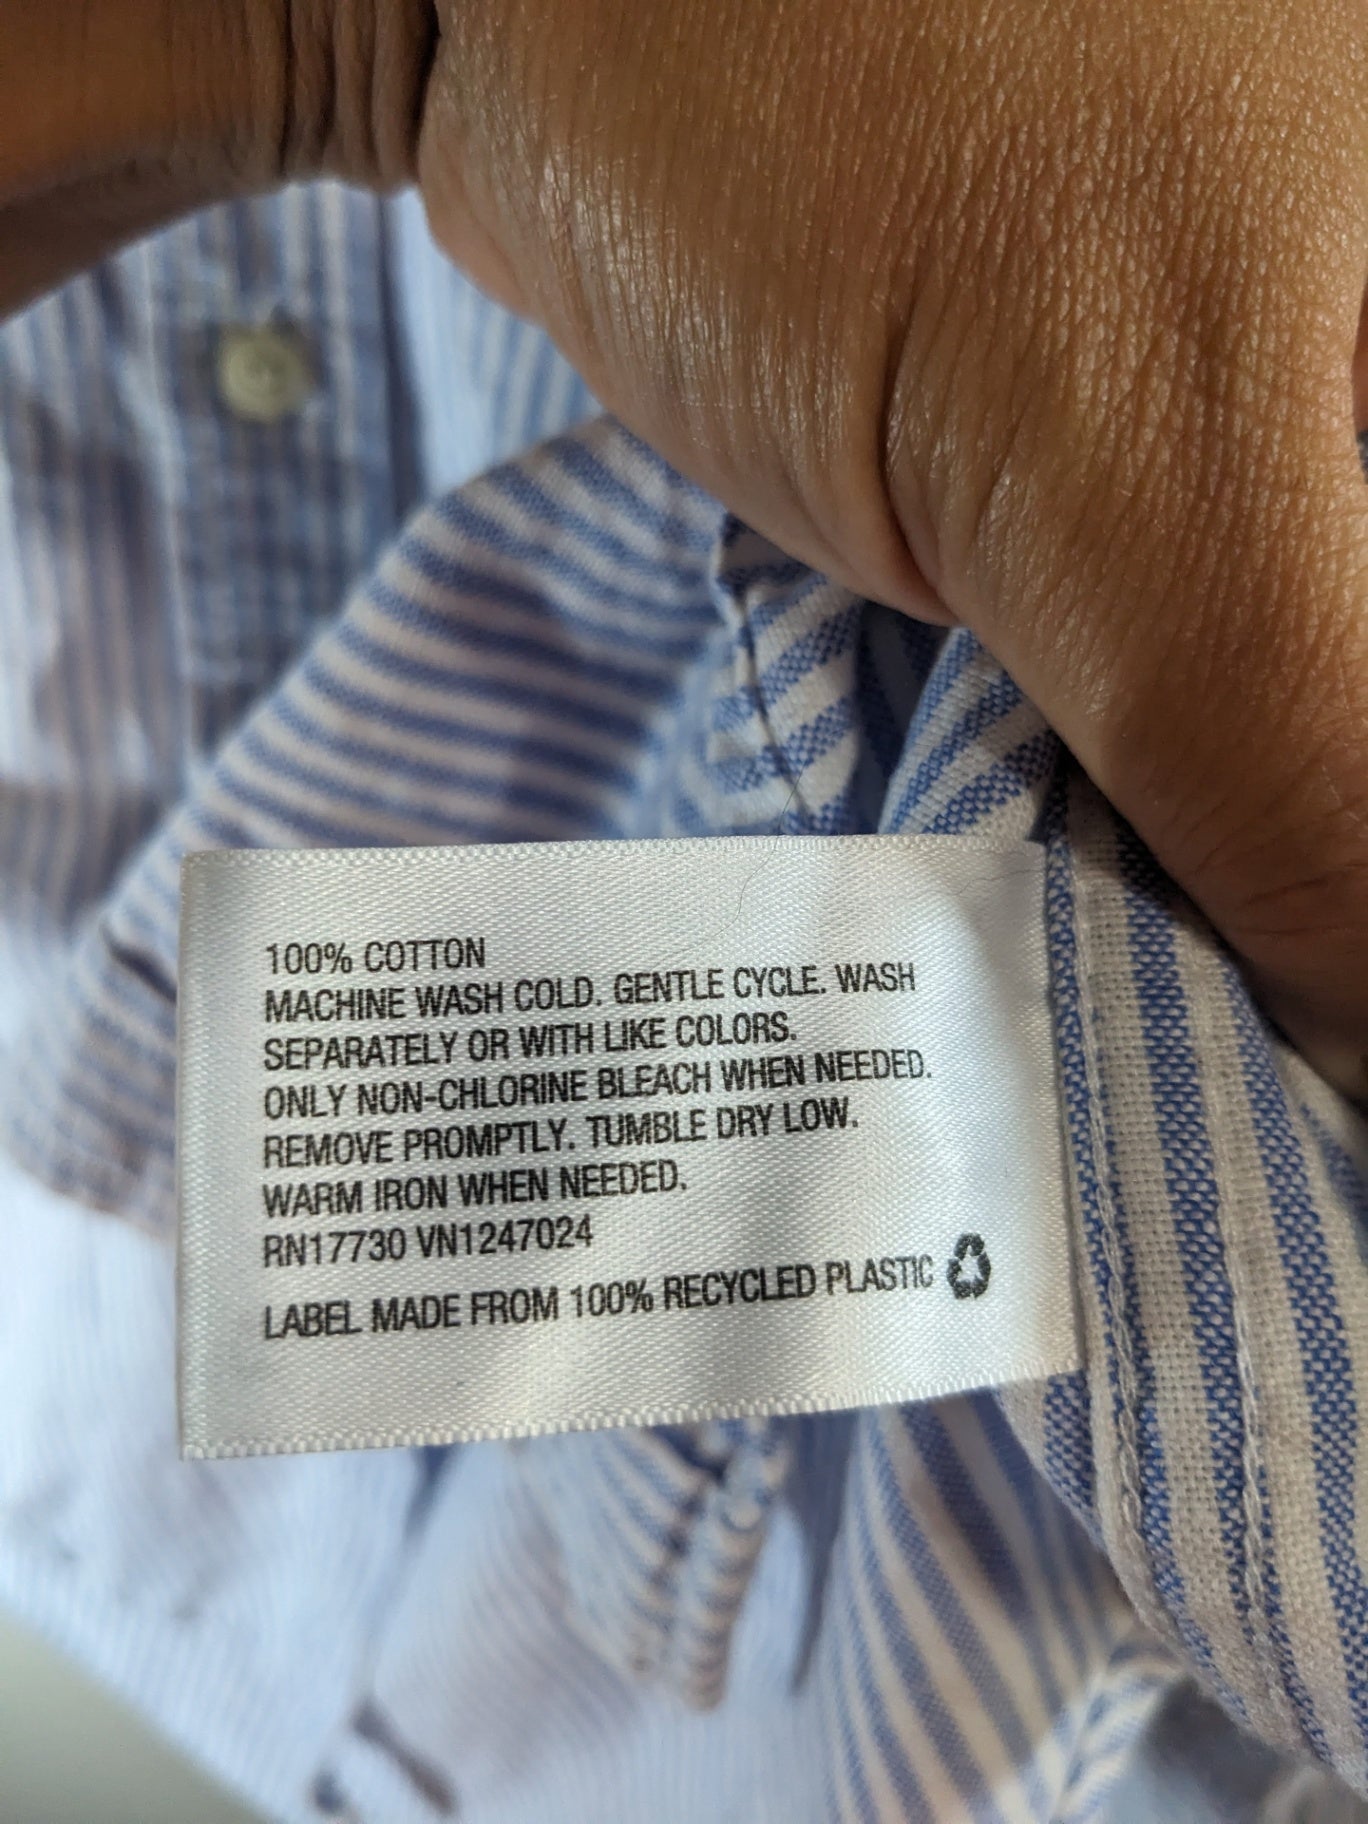 100% COTTON
MACHINE WASH COLD. GENTLE CYCLE. WASH
SEPARATELY OR WITH LIKE COLORS.
ONLY NON-CHLORINE BLEACH WHEN NEEDED.
REMOVE PROMPTLY. TUMBLE DRY LOW.
WARM IRON WHEN NEEDED.
RN17730 VN1247024
LABEL MADE FROM 100% RECYCLED PLASTIC